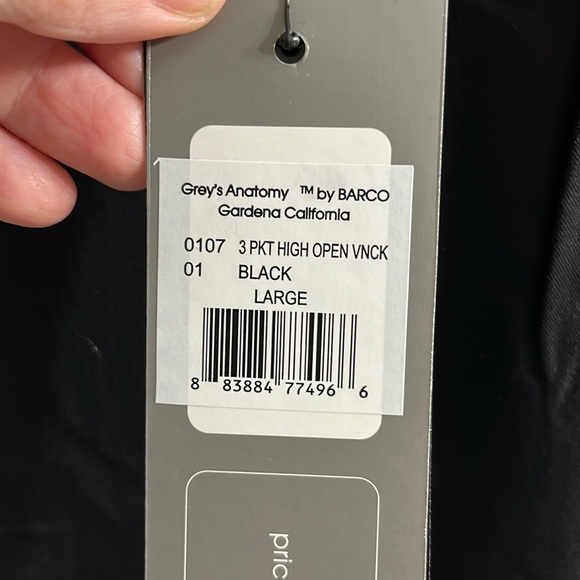 Grey's Anatomy ™ by BARCO
Gardena California
0107 3 PKT HIGH OPEN VNCK
01 BLACK
LARGE
8 83884 77496 6
pric